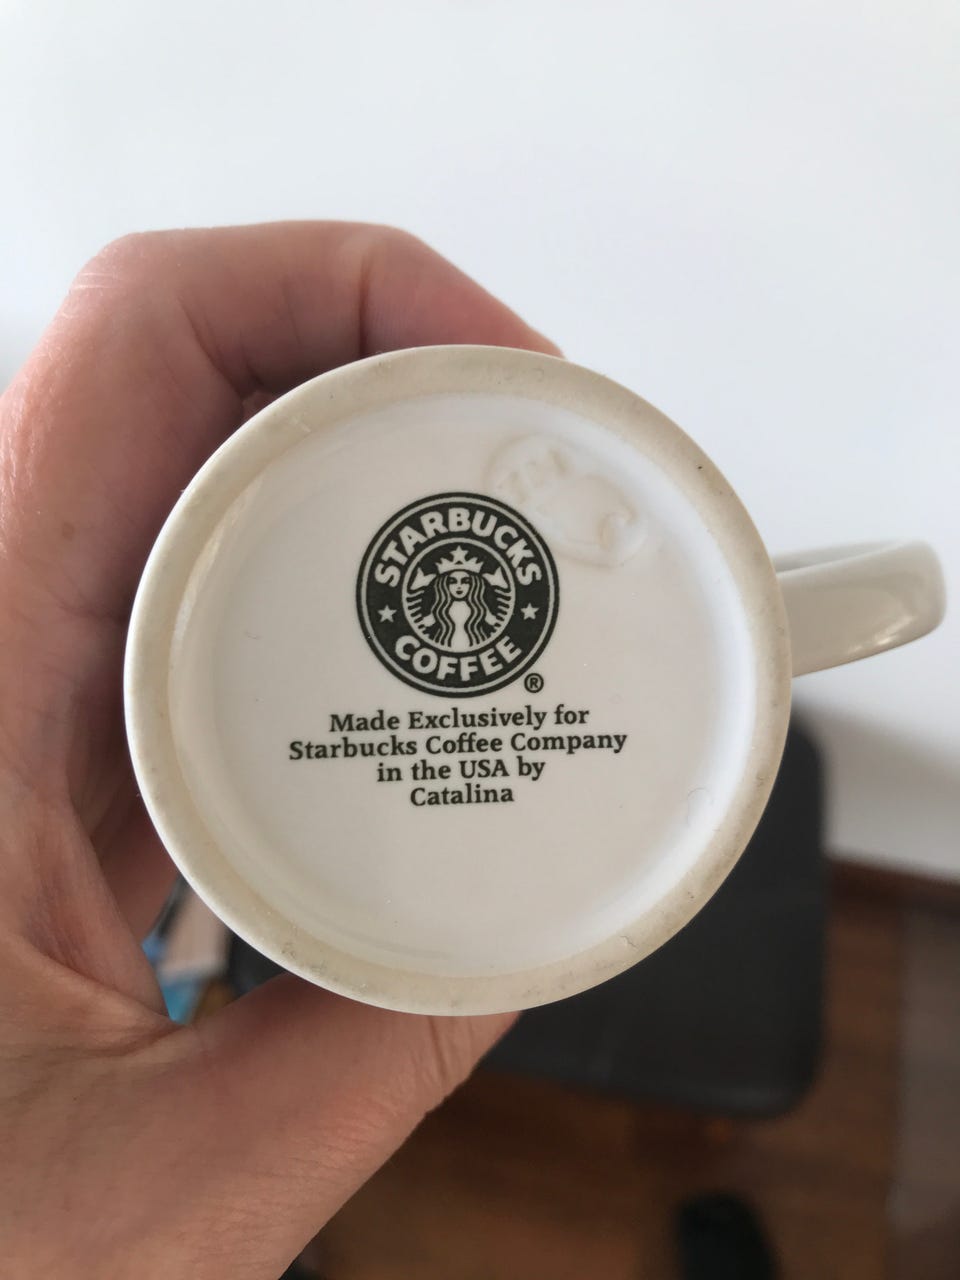 STARBUCKS
COFFEE
®
Made Exclusively for
Starbucks Coffee Company
in the USA by
Catalina